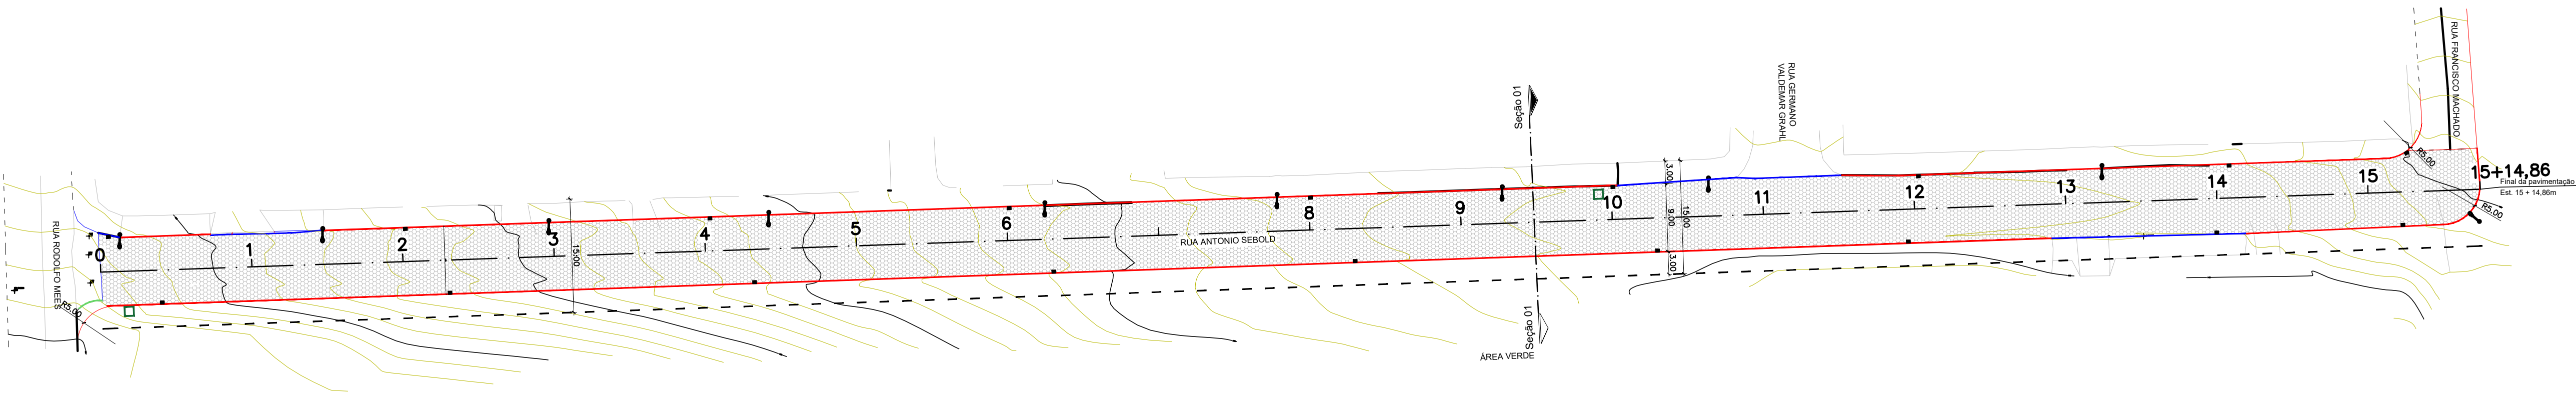 RUA RODOLFO MEES
R5.00
0
1
2
3
15.00
4
5
6
RUA ANTONIO SEBOLD
8
9
Seção 01
Seção 01
ÁREA VERDE
10
3.00
9.00
15.00
3.00
11
RUA GERMANO
VALDEMAR GRAHL
12
13
14
15
R5.00
RUA FRANCISCO MACHADO
15+14,86
Final da pavimentação
Est. 15 + 14,86m
R5.00